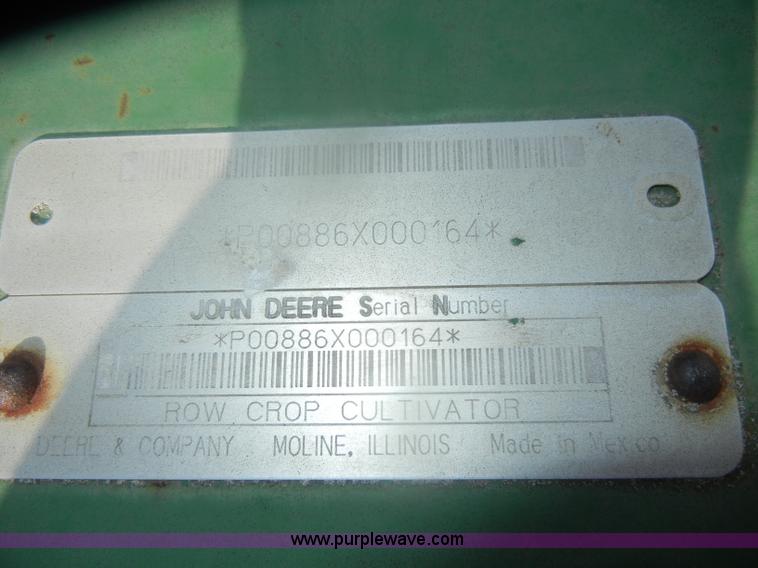 *P00886X000164*
JOHN DEERE Serial Number
*P00886X000164*
ROW CROP CULTIVATOR
DEERE & COMPANY MOLINE, ILLINOIS Made in Mexico
www.purplewave.com